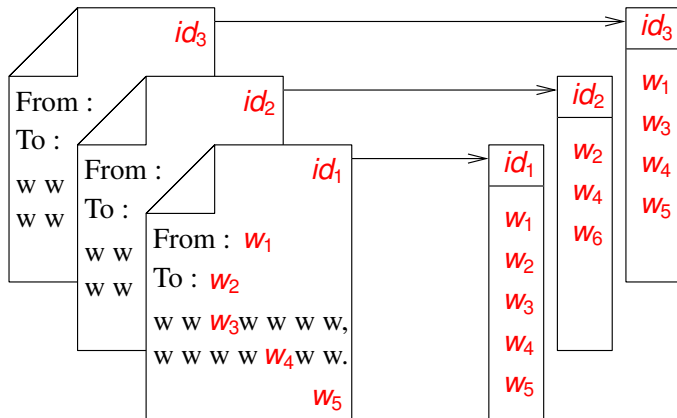 id3
From :
To :
w w
w w
id2
From :
To :
w w
w w
id1
From : w1
To : w2
w w w3w w w w,
w w w w w4w w.
w5
id1
w1
w2
w3
w4
w5
id2
w2
w4
w6
id3
w1
w3
w4
w5